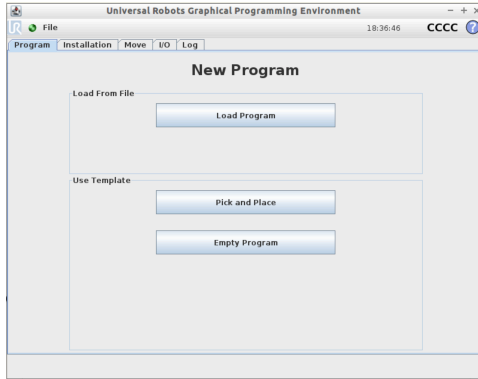 Universal Robots Graphical Programming Environment
File 18:36:46 CCCC ?
Program Installation Move I/O Log
New Program
Load From File
Load Program
Use Template
Pick and Place
Empty Program